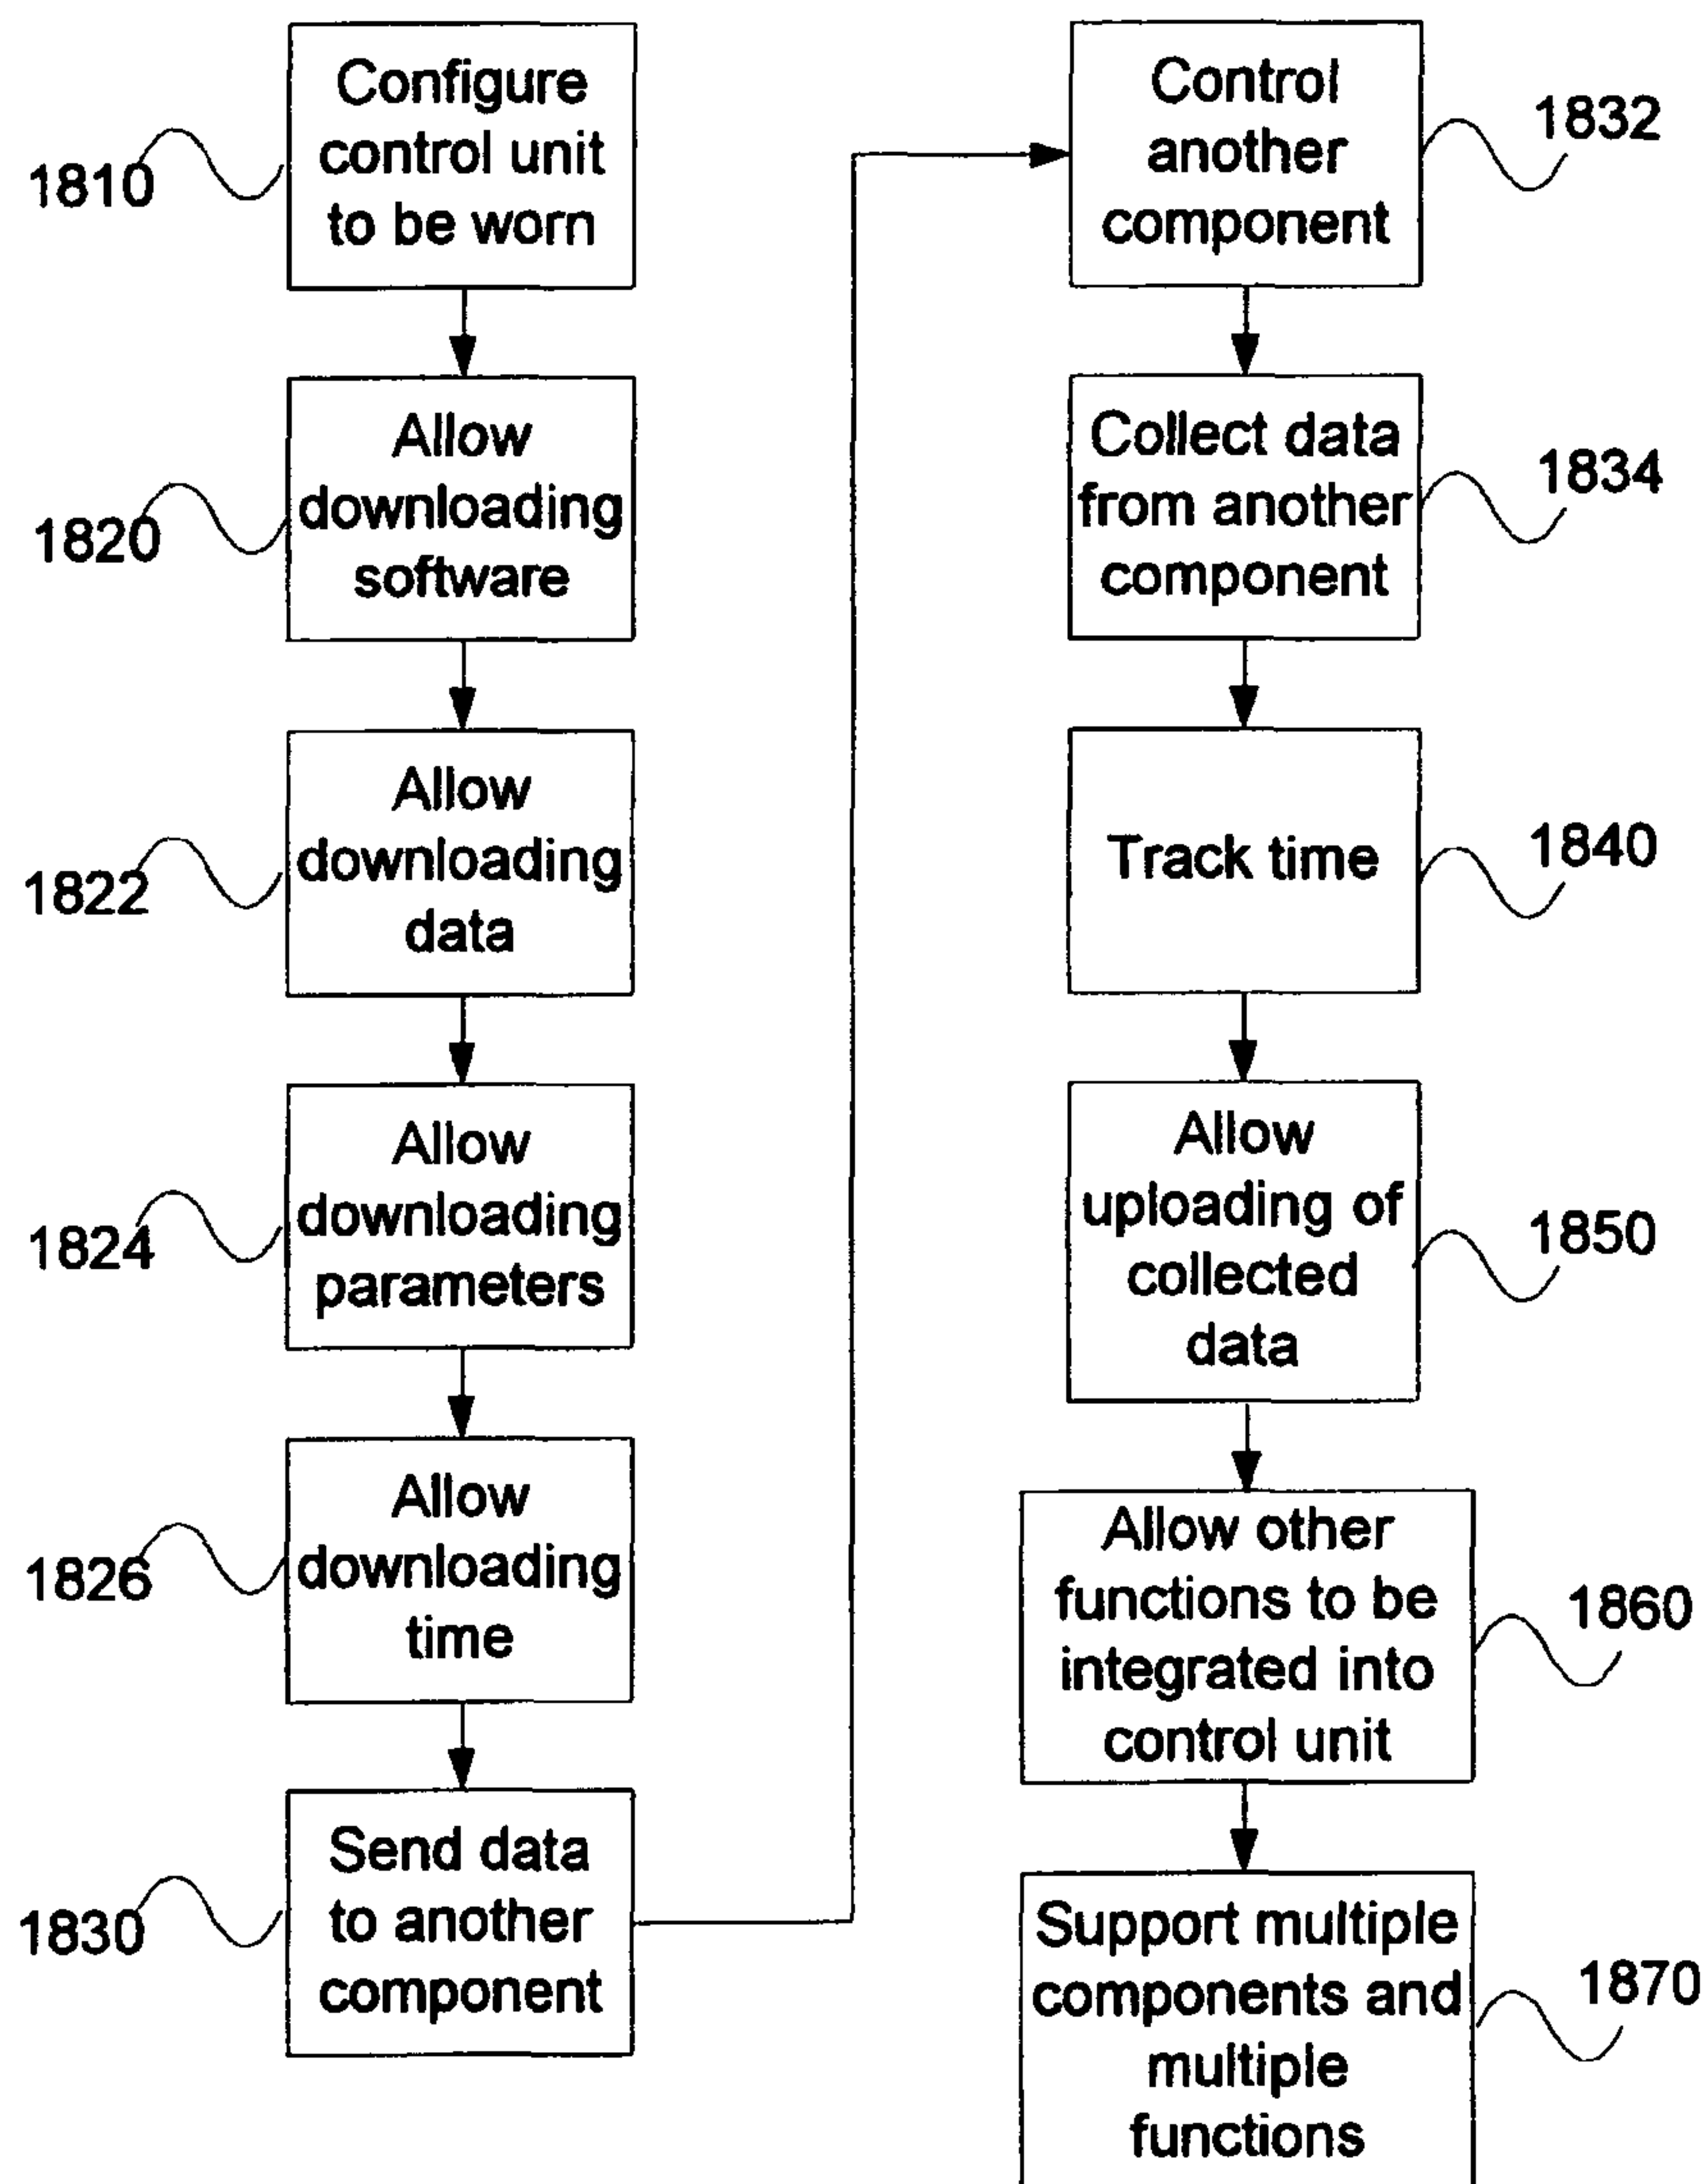 Configure
control unit
to be worn
1810
Allow
downloading
software
1820
Allow
downloading
data
1822
Allow
downloading
parameters
1824
Allow
downloading
time
1826
Send data
to another
component
1830
Control
another
component
1832
Collect data
from another
component
1834
Track time
1840
Allow
uploading of
collected
data
1850
Allow other
functions to be
integrated into
control unit
1860
Support multiple
components and
multiple
functions
1870